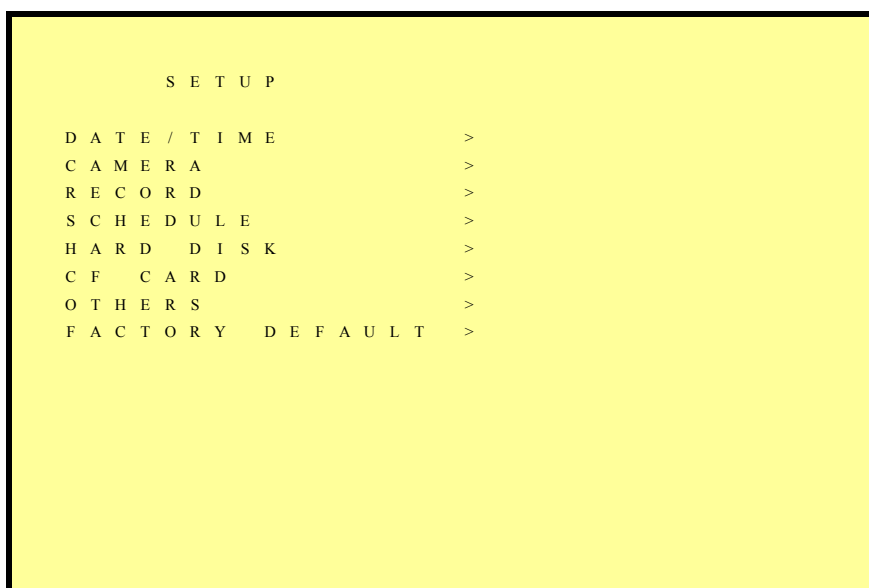 SETUP
DATE/TIME >
CAMERA >
RECORD >
SCHEDULE >
HARD DISK >
CF CARD >
OTHERS >
FACTORY DEFAULT >